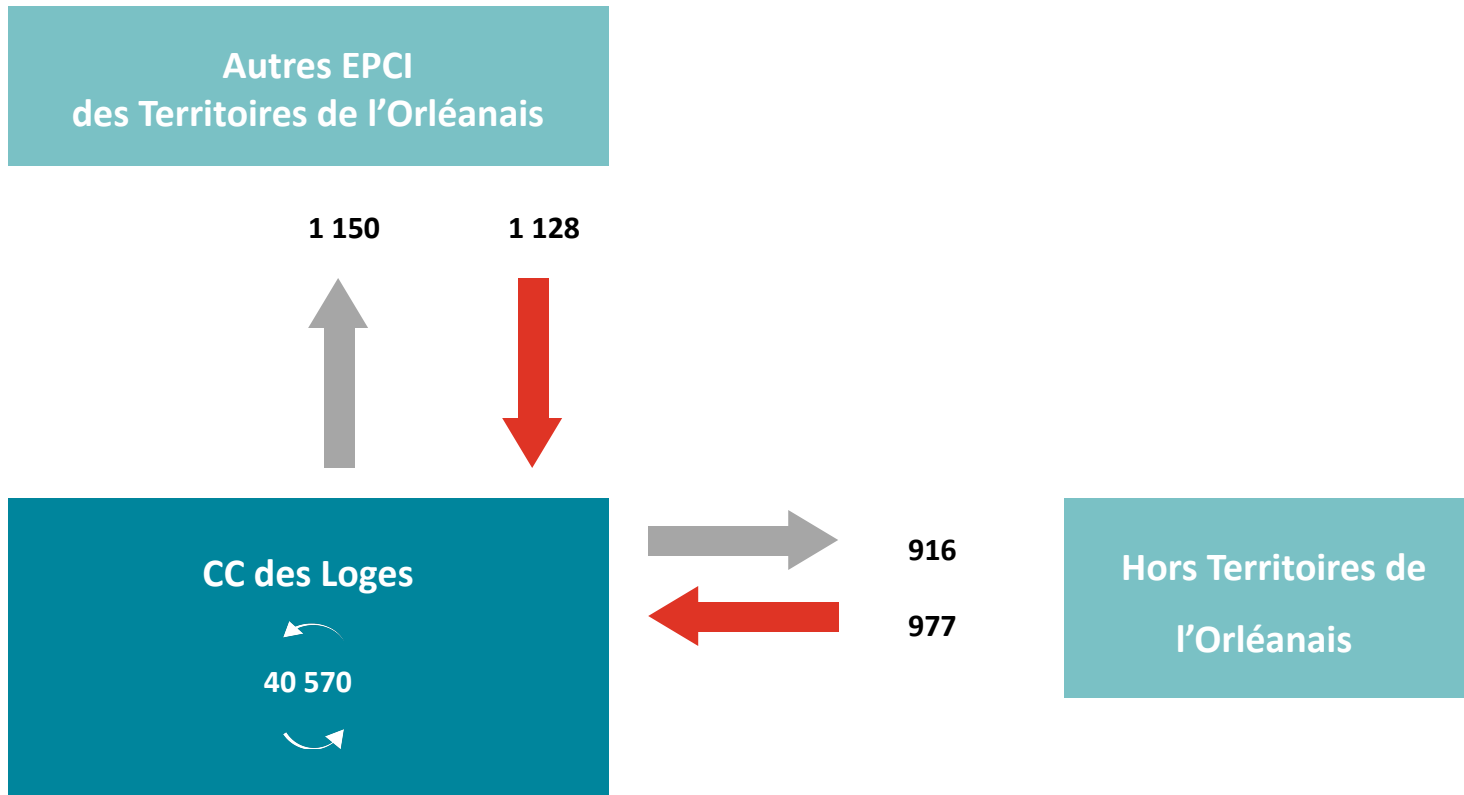 Autres EPCI
des Territoires de l’Orléanais
1 150
1 128
CC des Loges
40 570
916
977
Hors Territoires de
l’Orléanais